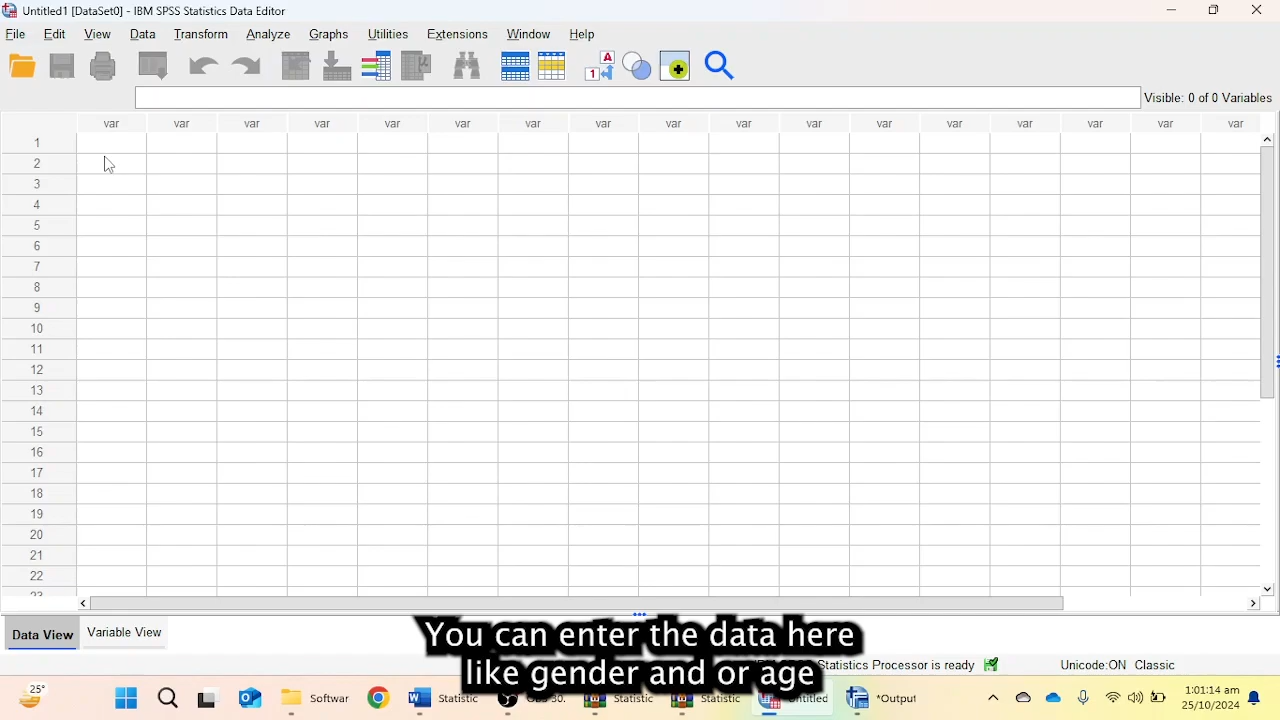 Untitled1 [DataSet0] - IBM SPSS Statistics Data Editor
File Edit View Data Transform Analyze Graphs Utilities Extensions Window Help
Visible: 0 of 0 Variables
var var var var var var var var var var var var var var var var var
1
2
3
4
5
6
7
8
9
10
11
12
13
14
15
16
17
18
19
20
21
22
23
Data View Variable View
You can enter the data here
like gender and or age
Statistics Processor is ready Unicode:ON Classic
25° Softwar Statistic Statistic Statistic *Output 1:01:14 am
25/10/2024